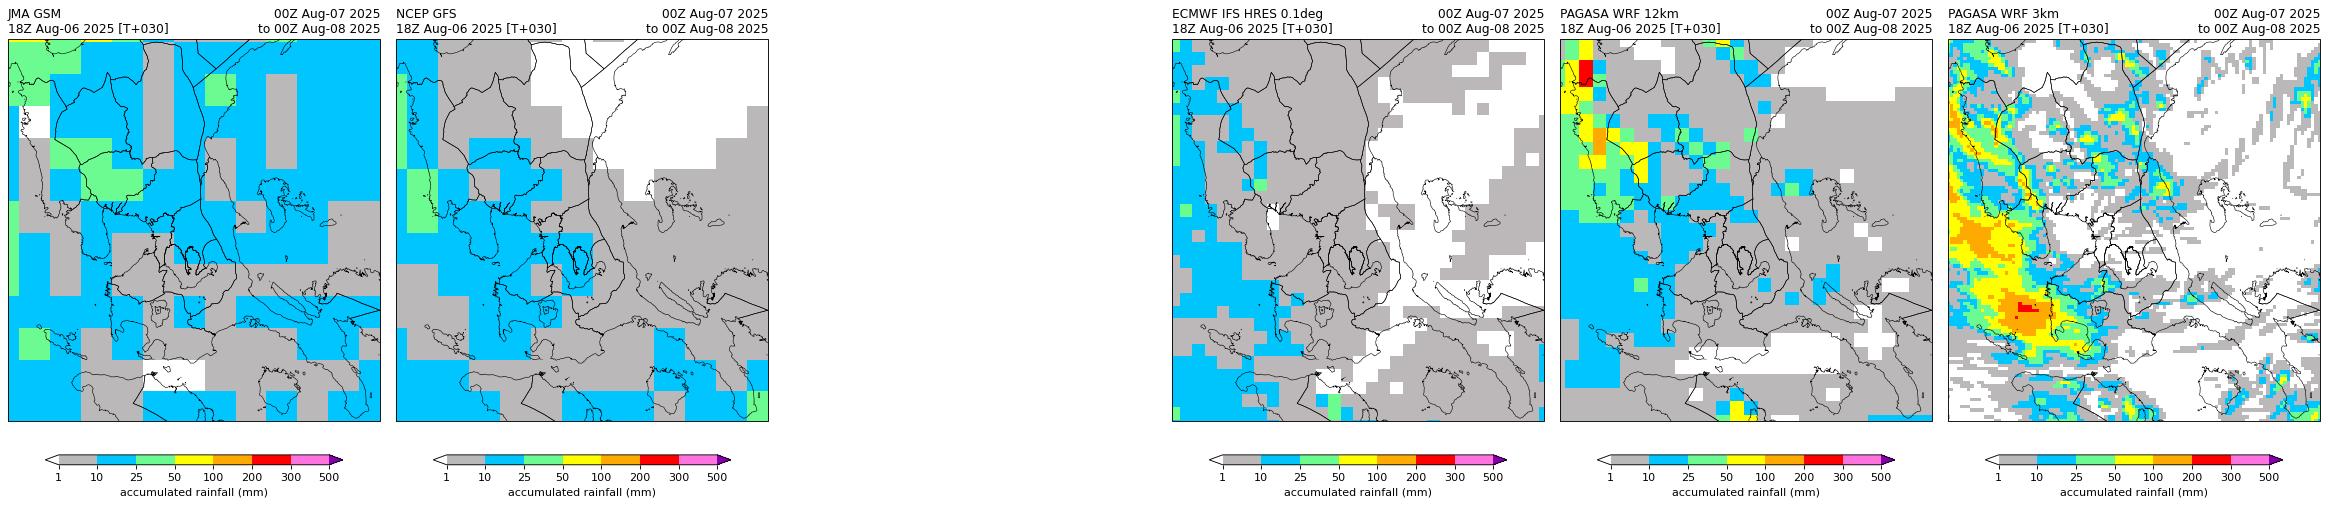 JMA GSM 00Z Aug-07 2025
18Z Aug-06 2025 [T+030] to 00Z Aug-08 2025
1 10 25 50 100 200 300 500
accumulated rainfall (mm)
NCEP GFS 00Z Aug-07 2025
18Z Aug-06 2025 [T+030] to 00Z Aug-08 2025
1 10 25 50 100 200 300 500
accumulated rainfall (mm)
ECMWF IFS HRES 0.1deg 00Z Aug-07 2025
18Z Aug-06 2025 [T+030] to 00Z Aug-08 2025
1 10 25 50 100 200 300 500
accumulated rainfall (mm)
PAGASA WRF 12km 00Z Aug-07 2025
18Z Aug-06 2025 [T+030] to 00Z Aug-08 2025
1 10 25 50 100 200 300 500
accumulated rainfall (mm)
PAGASA WRF 3km 00Z Aug-07 2025
18Z Aug-06 2025 [T+030] to 00Z Aug-08 2025
1 10 25 50 100 200 300 500
accumulated rainfall (mm)